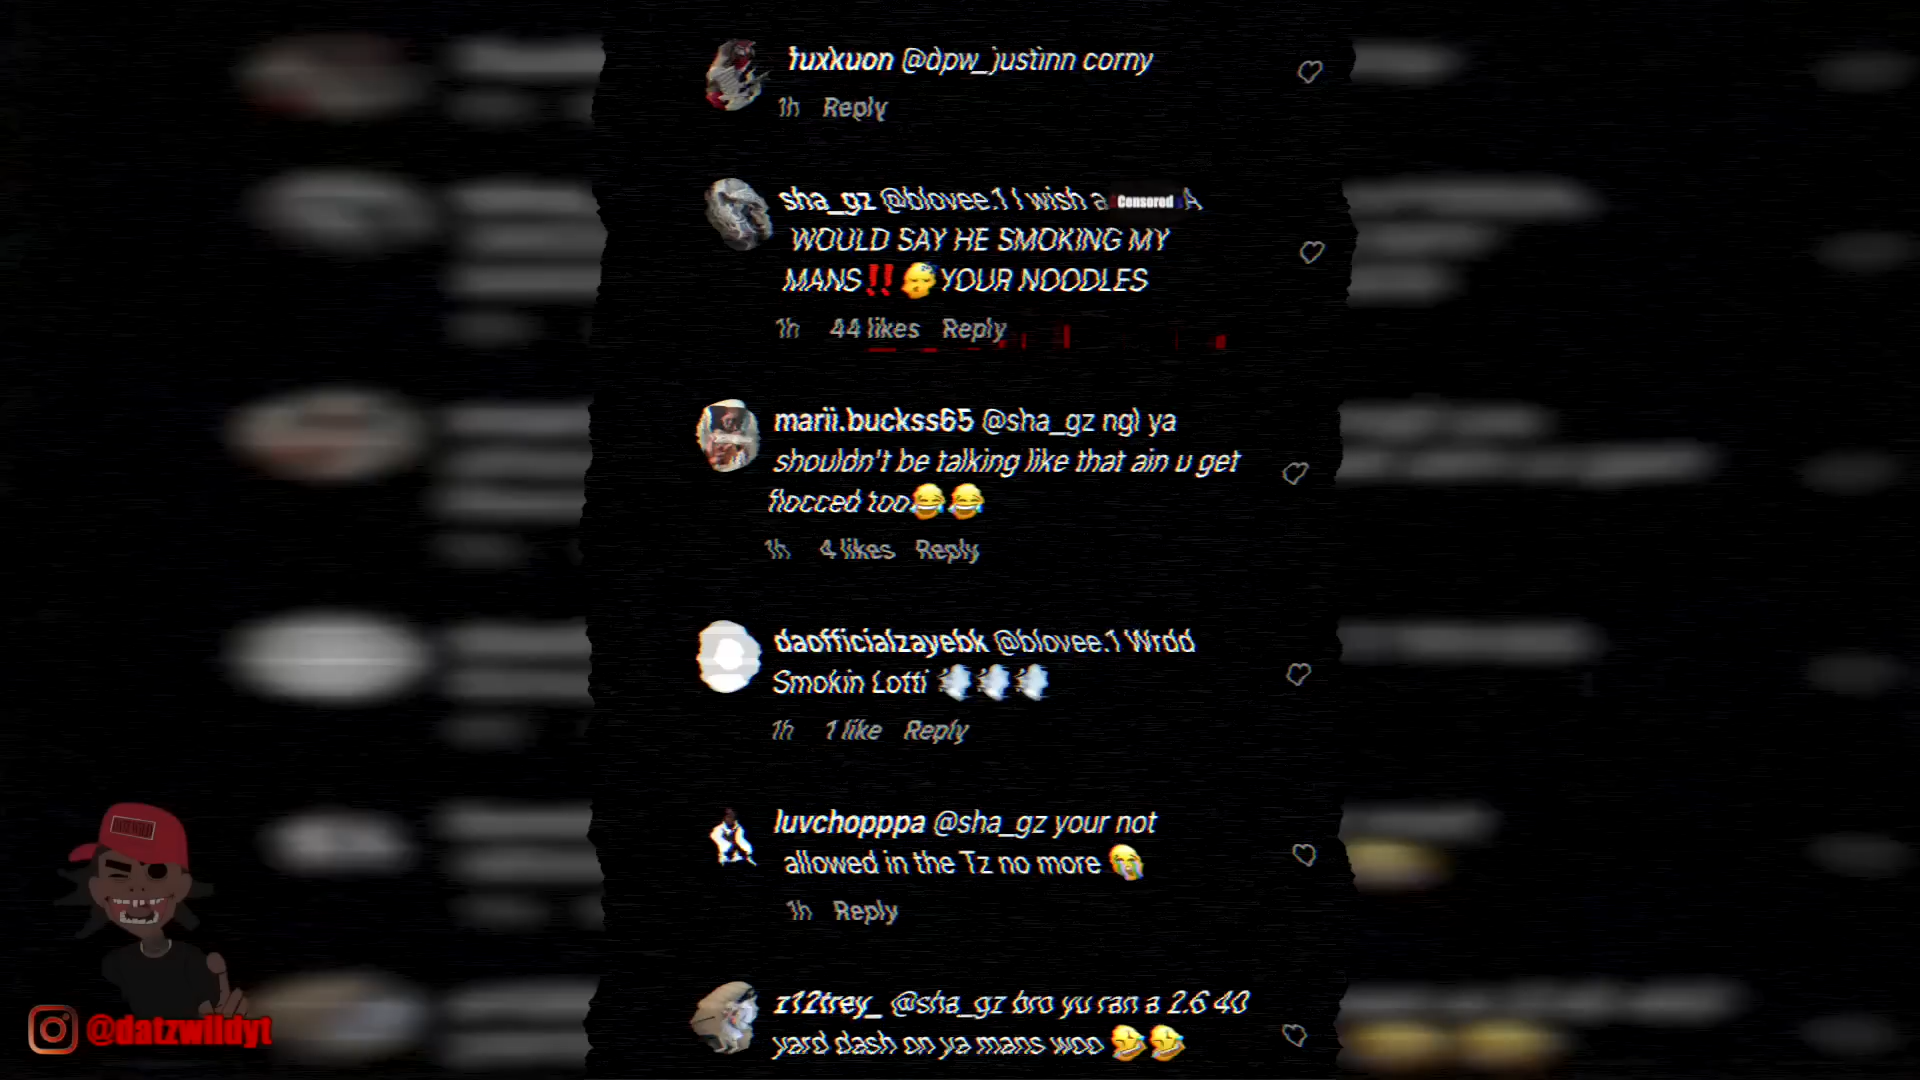 fuxkuon @dpw_justinn corny
1h Reply
sha_gz @blovee.1 I wish a Censored A
WOULD SAY HE SMOKING MY
MANS‼️😴YOUR NOODLES
1h 44 likes Reply
marii.buckss65 @sha_gz ngl ya
shouldn't be talking like that ain u get
flocced too😂😂
1h 4 likes Reply
daofficialzayebk @blovee.1 Wrdd
Smokin Lotti 💨💨💨
1h 1 like Reply
luvchopppa @sha_gz your not
allowed in the Tz no more 😭
1h Reply
z12trey_ @sha_gz bro yu ran a 2.6 40
yard dash on ya mans woo 🤣🤣
@datzwildyt